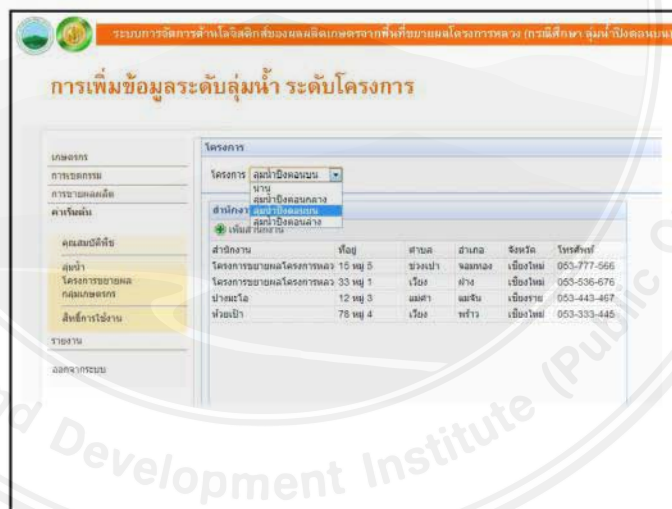 ระบบการจัดการด้านโลจิสติกส์ของผลผลิตเกษตรจากพื้นที่ขยายผลโครงการหลวง (กรณีศึกษา ลุ่มน้ำปิงตอนบน)
การเพิ่มข้อมูลระดับลุ่มน้ำ ระดับโครงการ
เกษตรกร
การเขตกรรม
การขายผลผลิต
ค่าเริ่มต้น
คุณสมบัติพืช
ลุ่มน้ำ
โครงการขยายผล
กลุ่มเกษตรกร
สิทธิ์การใช้งาน
รายงาน
ออกจากระบบ
โครงการ
โครงการ ลุ่มน้ำปิงตอนบน
น่าน
ลุ่มน้ำปิงตอนกลาง
ลุ่มน้ำปิงตอนบน
ลุ่มน้ำปิงตอนล่าง
สำนักงา
เพิ่มสำนักงาน
สำนักงาน ที่อยู่ ตำบล อำเภอ จังหวัด โทรศัพท์
โครงการขยายผลโครงการหลว 15 หมู่ 5 ช่วงเปา จอมทอง เชียงใหม่ 053-777-566
โครงการขยายผลโครงการหลว 33 หมู่ 1 เวียง ฝาง เชียงใหม่ 053-536-676
ปางมะโอ 12 หมู่ 3 แม่คำ แม่จัน เชียงราย 053-443-467
ห้วยเป้า 78 หมู่ 4 เวียง พร้าว เชียงใหม่ 053-333-445
nd Development Institute (Public